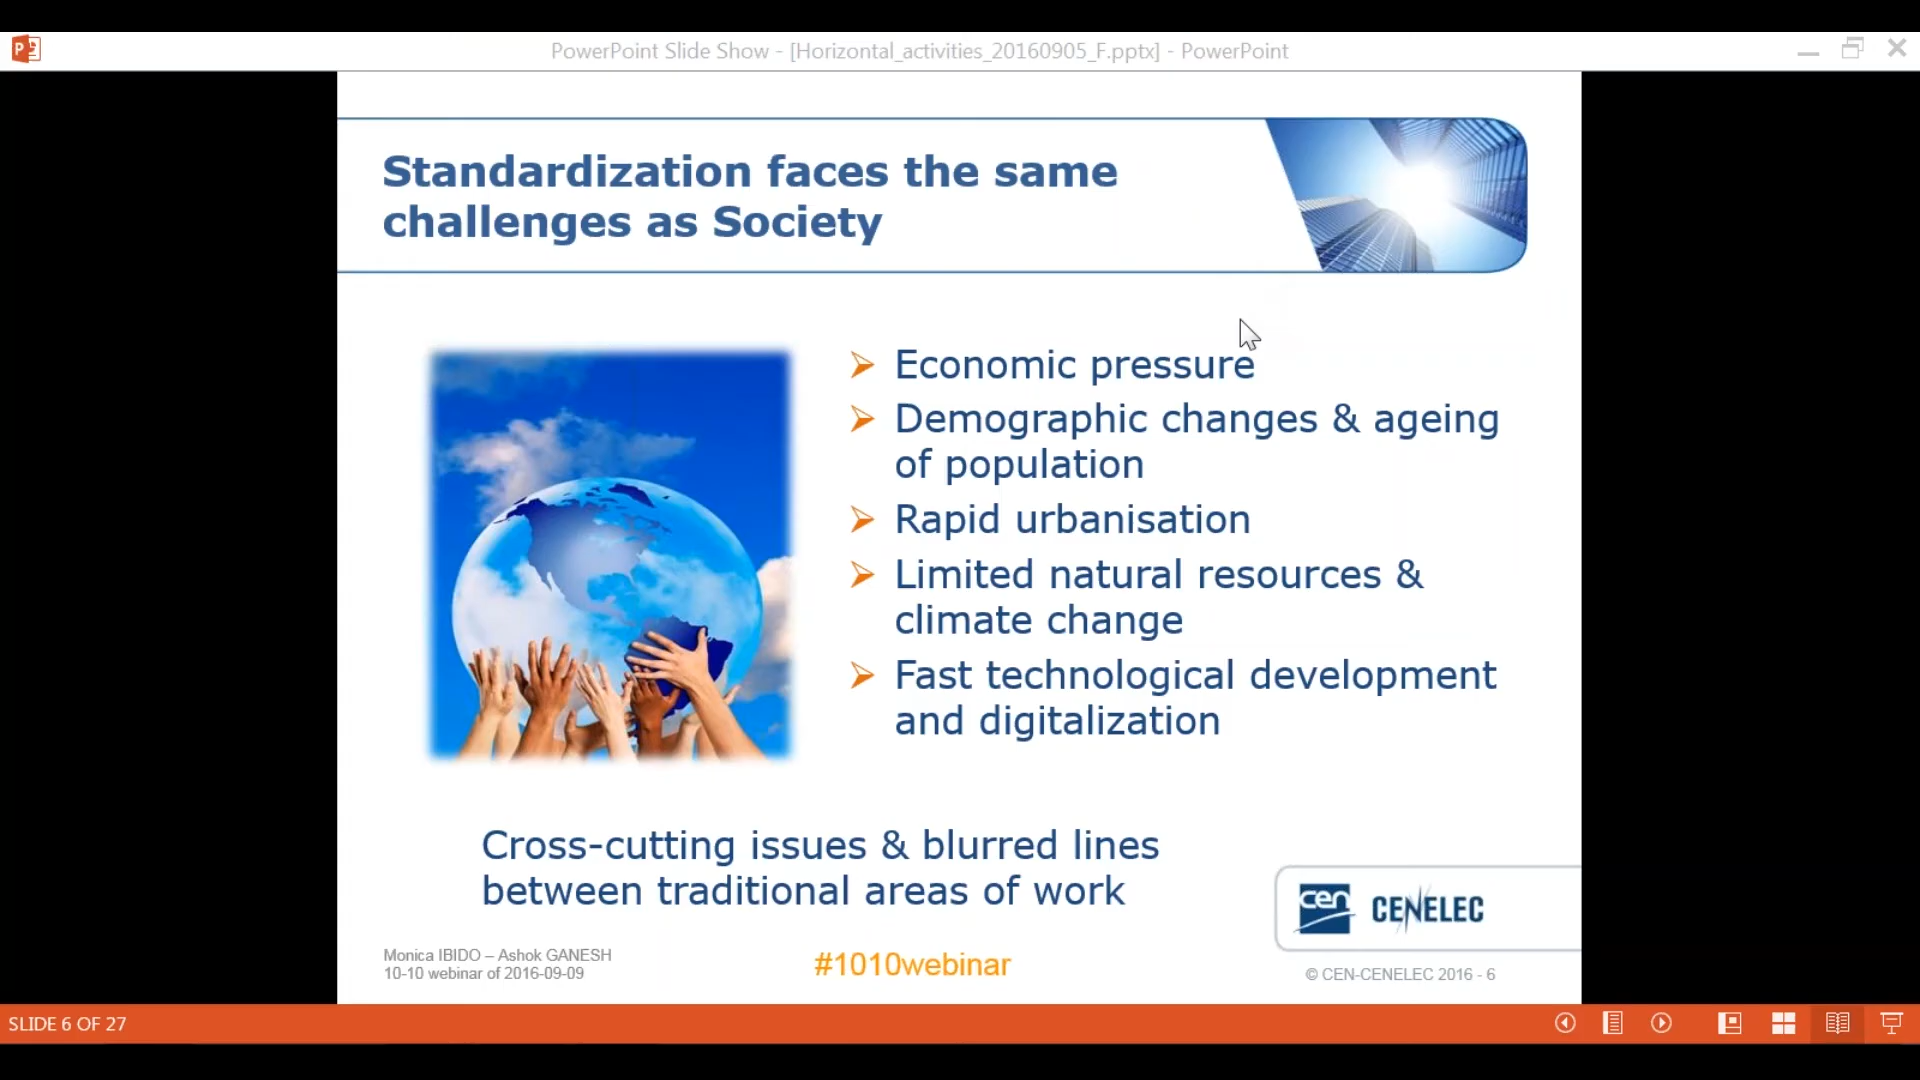 PowerPoint Slide Show - [Horizontal_activities_20160905_F.pptx] - PowerPoint
Standardization faces the same
challenges as Society
Economic pressure
Demographic changes & ageing
of population
Rapid urbanisation
Limited natural resources &
climate change
Fast technological development
and digitalization
Cross-cutting issues & blurred lines
between traditional areas of work
cen CENELEC
Monica IBIDO – Ashok GANESH
10-10 webinar of 2016-09-09
#1010webinar
© CEN-CENELEC 2016 - 6
SLIDE 6 OF 27